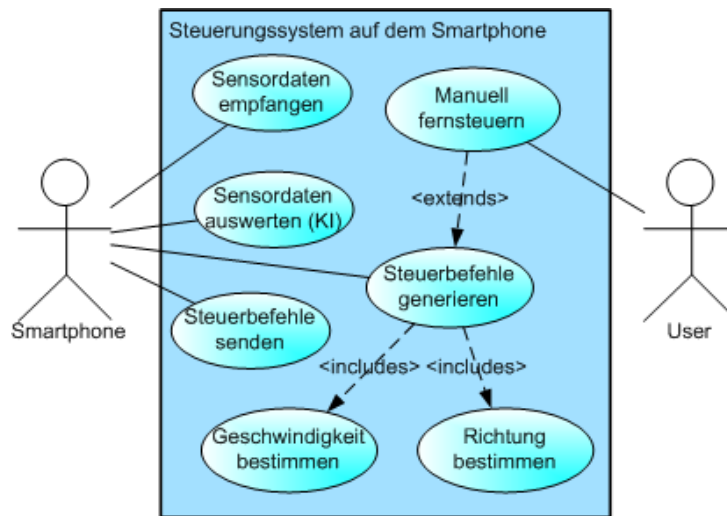 Steuerungssystem auf dem Smartphone
Sensordaten
empfangen
Manuell
fernsteuern
Sensordaten
auswerten (KI)
<extends>
Steuerbefehle
generieren
Smartphone
User
Steuerbefehle
senden
<includes>
<includes>
Geschwindigkeit
bestimmen
Richtung
bestimmen